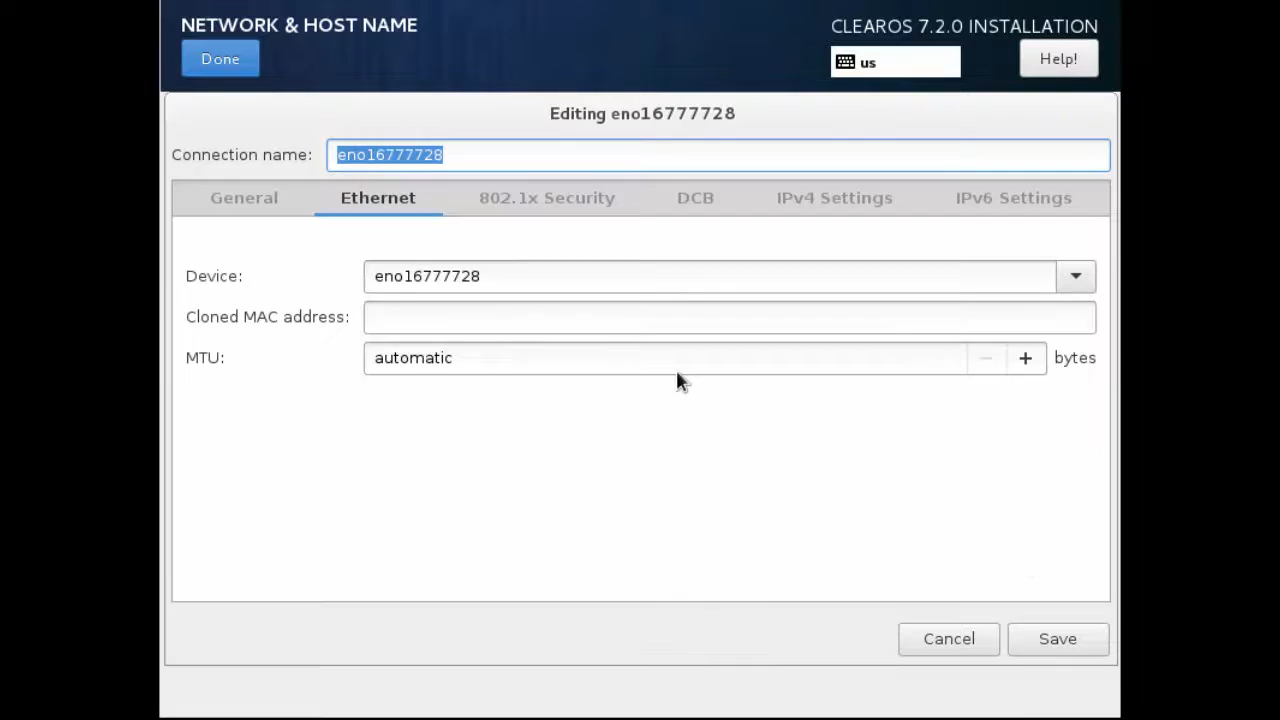 NETWORK & HOST NAME
CLEAROS 7.2.0 INSTALLATION
Done
us
Help!
Editing eno16777728
Connection name: eno16777728
General Ethernet 802.1x Security DCB IPv4 Settings IPv6 Settings
Device: eno16777728
Cloned MAC address:
MTU: automatic − + bytes
Cancel Save